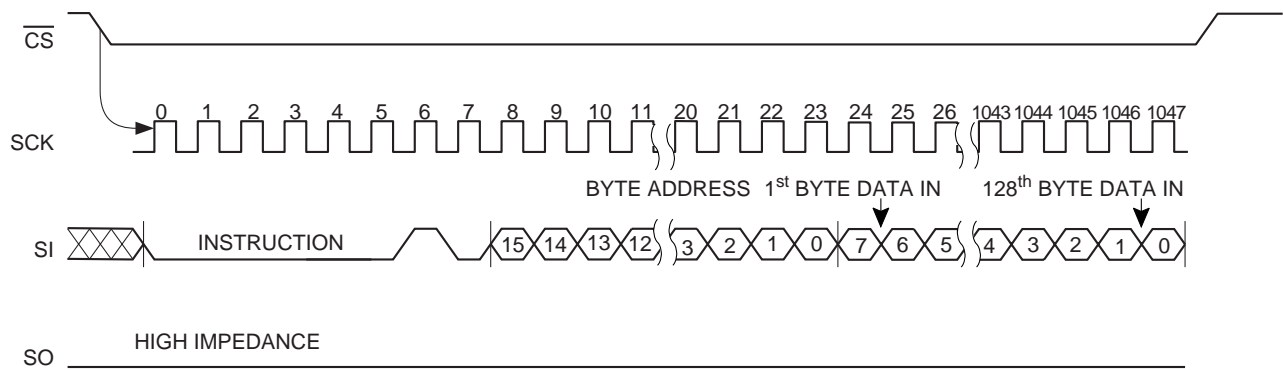 CS
SCK
0 1 2 3 4 5 6 7 8 9 10 11 20 21 22 23 24 25 26 1043 1044 1045 1046 1047
BYTE ADDRESS 1st BYTE DATA IN 128th BYTE DATA IN
SI
INSTRUCTION
15 14 13 12 3 2 1 0 7 6 5 4 3 2 1 0
HIGH IMPEDANCE
SO